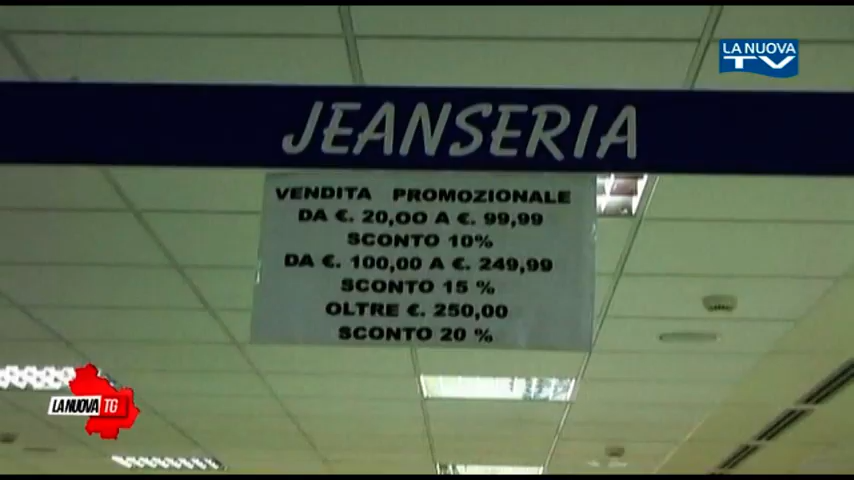 LA NUOVA
TV
JEANSERIA
VENDITA PROMOZIONALE
DA €. 20,00 A €. 99,99
SCONTO 10%
DA €. 100,00 A €. 249,99
SCONTO 15 %
OLTRE €. 250,00
SCONTO 20 %
LA NUOVA TG